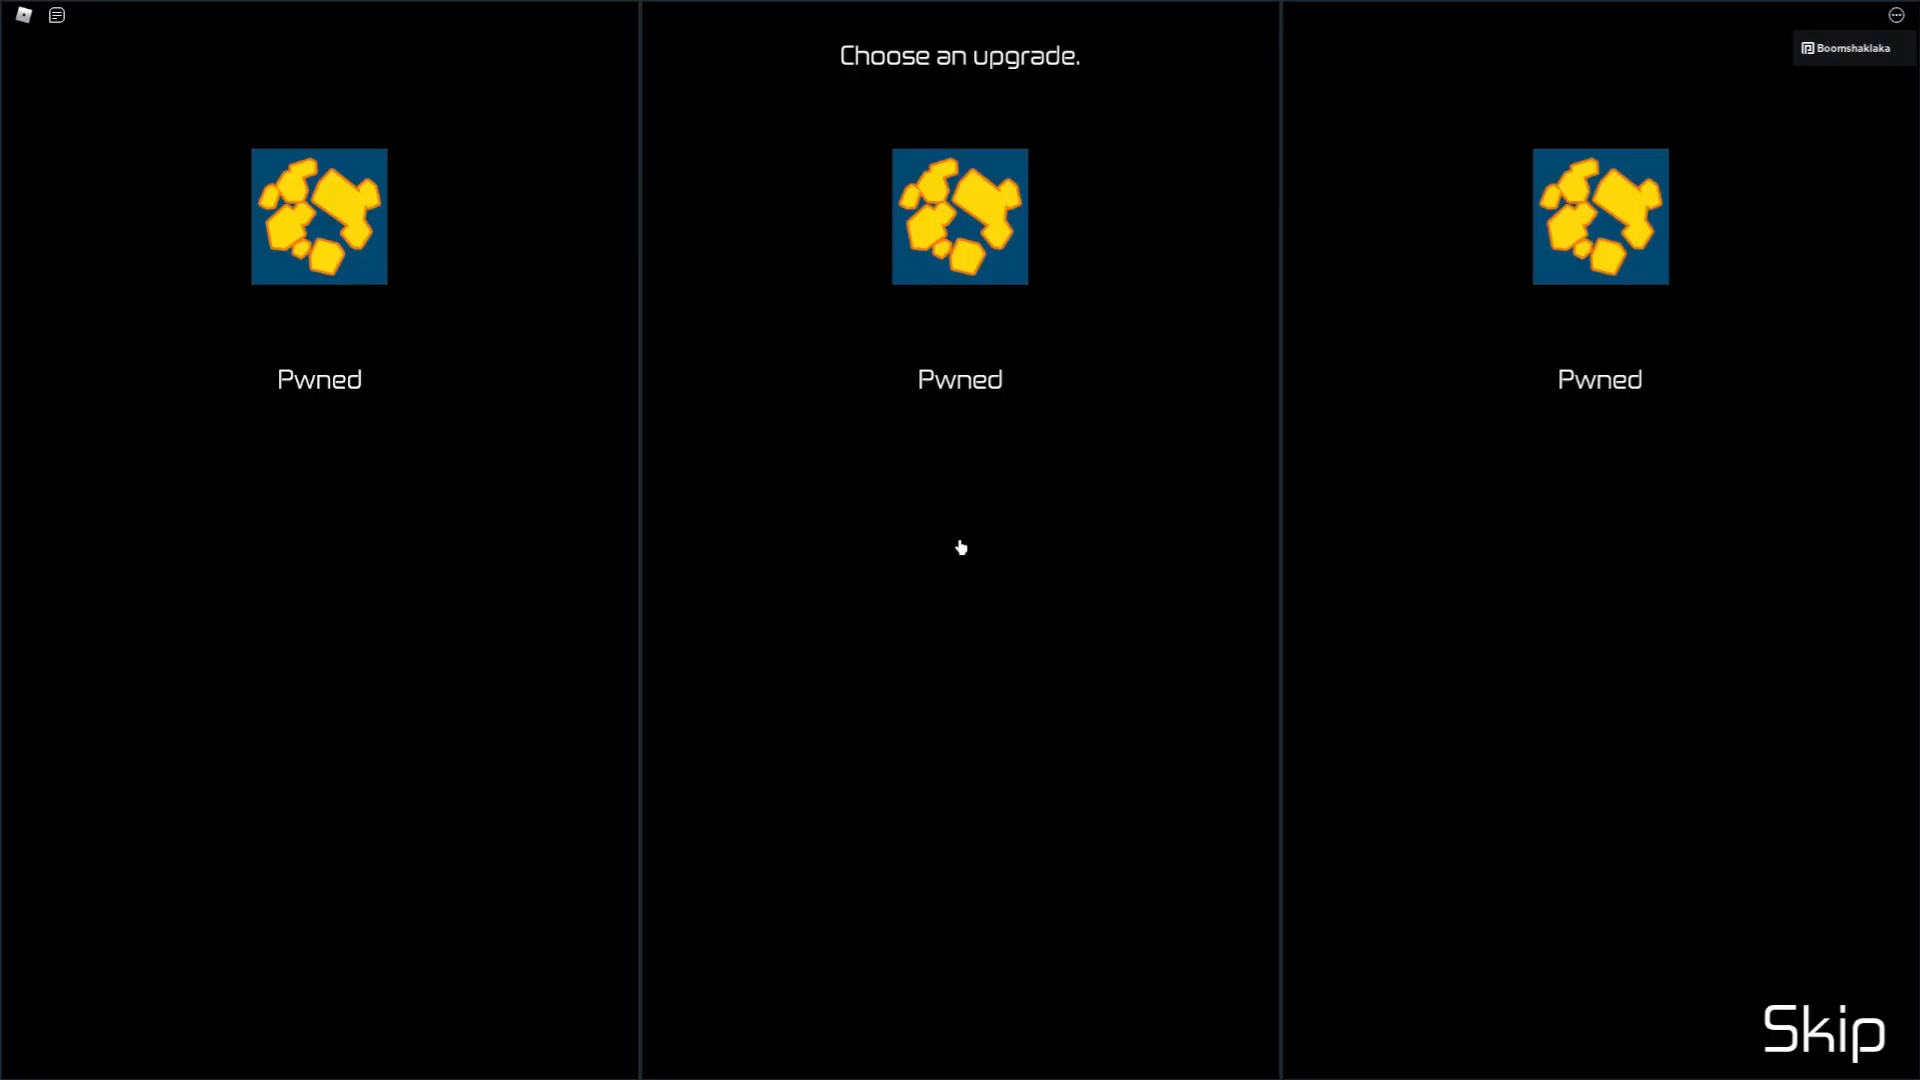 Choose an upgrade.
Boomshaklaka
Pwned
Pwned
Pwned
Skip